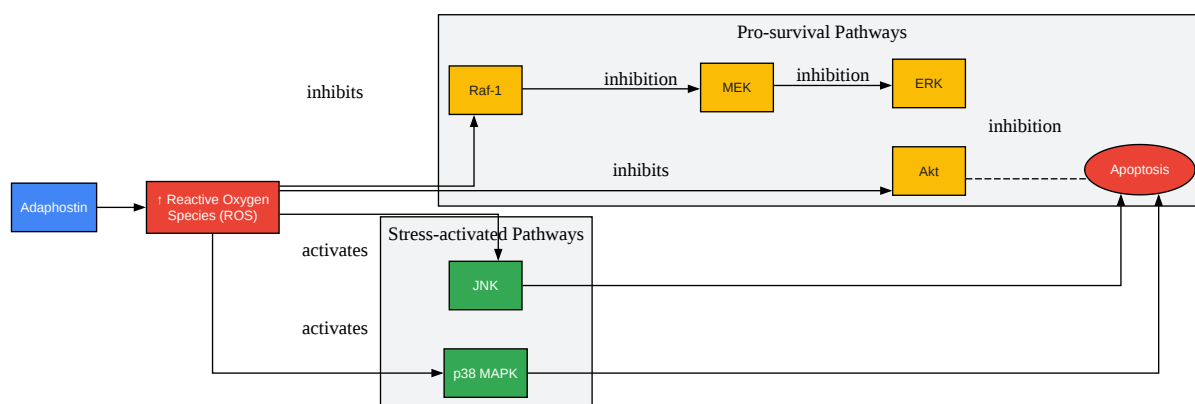 Pro-survival Pathways
inhibits
Raf-1
inhibition
MEK
inhibition
ERK
inhibition
inhibits
Akt
Apoptosis
Adaphostin
↑ Reactive Oxygen
Species (ROS)
Stress-activated Pathways
activates
JNK
activates
p38 MAPK